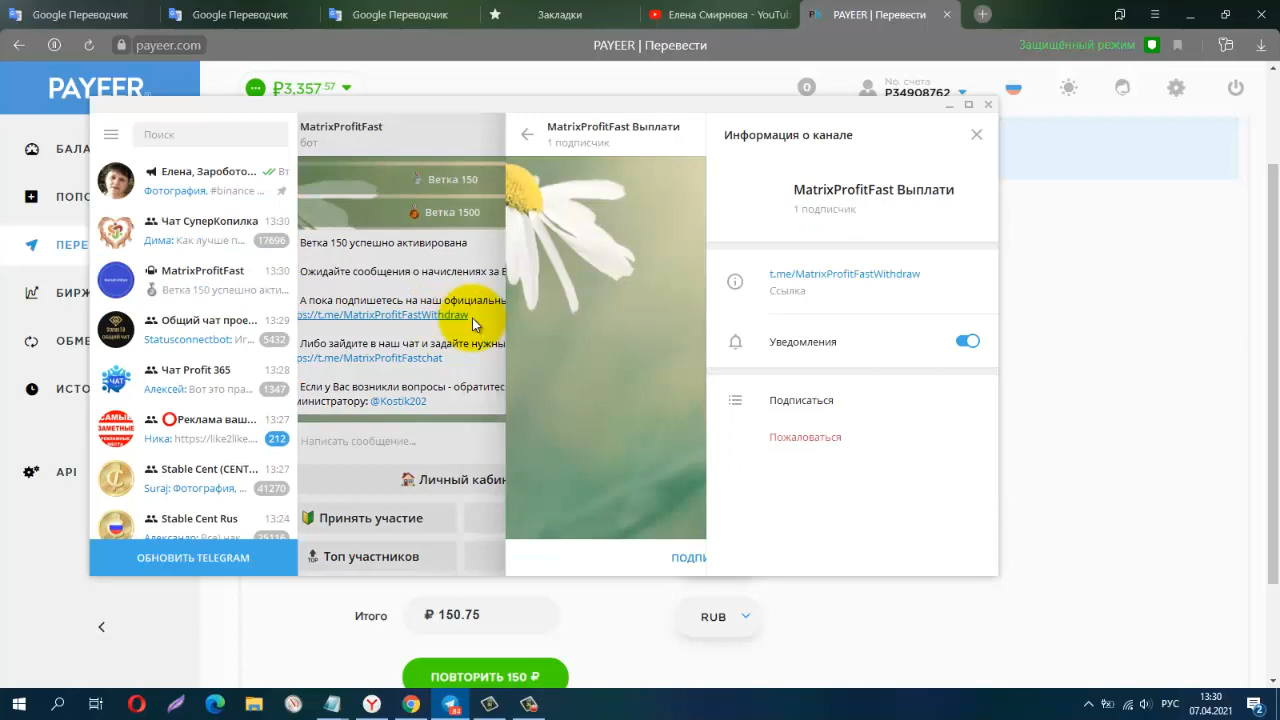 Google Переводчик
Google Переводчик
Google Переводчик
Закладки
Елена Смирнова - YouTu
PAYEER | Перевести
payeer.com
PAYEER | Перевести
Защищённый режим
PAYEER
₽3,357.57
No. счета
P34908762
БАЛА
ПОПО
ПЕРЕ
БИРЖ
ОБМЕ
ИСТО
API
Поиск
Елена, Заробото...
Вт
Фотография, #binance ...
Чат СуперКопилка
13:30
Дима: Как лучше п...
17696
MatrixProfitFast
13:30
Ветка 150 успешно акти...
Общий чат прое...
13:29
Statusconnectbot: Иг...
5432
Чат Profit 365
13:28
Алексей: Вот это пра...
1347
Реклама ваш...
13:27
Ника: https://like2like....
212
Stable Cent (CENT...
13:27
Suraj: Фотография, ...
41270
Stable Cent Rus
13:24
ОБНОВИТЬ TELEGRAM
MatrixProfitFast
бот
Ветка 150
Ветка 1500
Ветка 150 успешно активирована
Ожидайте сообщения о начислениях за В
А пока подпишетесь на наш официальны
ps://t.me/MatrixProfitFastWithdraw
Либо зайдите в наш чат и задайте нужны
ps://t.me/MatrixProfitFastchat
Если у Вас возникли вопросы - обратитес
министратору: @Kostik202
Написать сообщение...
Личный кабин
Принять участие
Топ участников
MatrixProfitFast Выплати
1 подписчик
ПОДПИ
Информация о канале
MatrixProfitFast Выплати
1 подписчик
t.me/MatrixProfitFastWithdraw
Ссылка
Уведомления
Подписаться
Пожаловаться
Итого
₽ 150.75
RUB
ПОВТОРИТЬ 150 ₽
84
РУС
13:30
07.04.2021
2